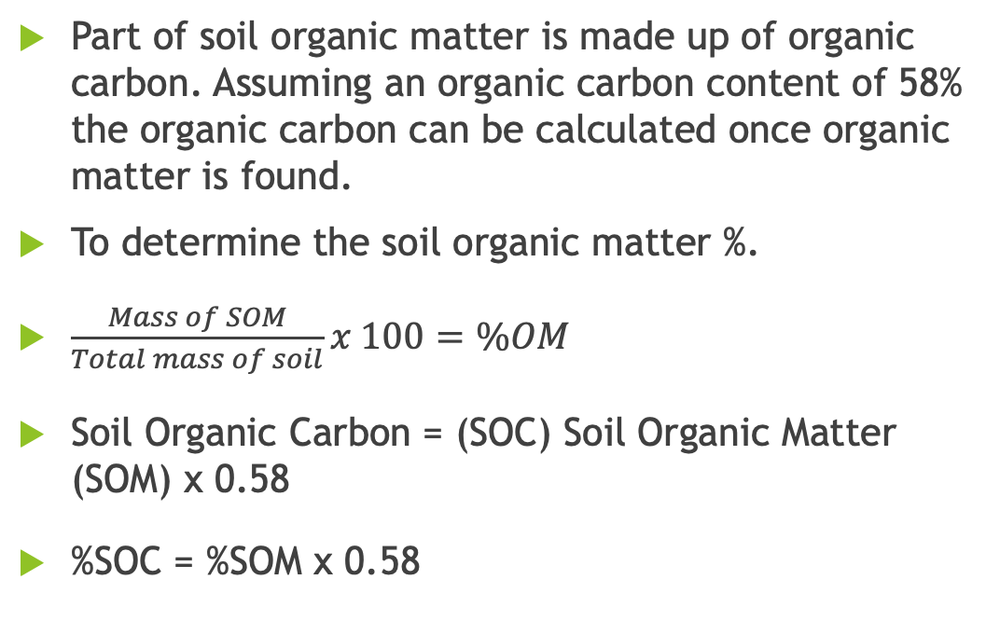 Part of soil organic matter is made up of organic
carbon. Assuming an organic carbon content of 58%
the organic carbon can be calculated once organic
matter is found.
To determine the soil organic matter %.
Mass of SOM
Total mass of soil
x 100 = %OM
Soil Organic Carbon = (SOC) Soil Organic Matter
(SOM) x 0.58
%SOC = %SOM x 0.58